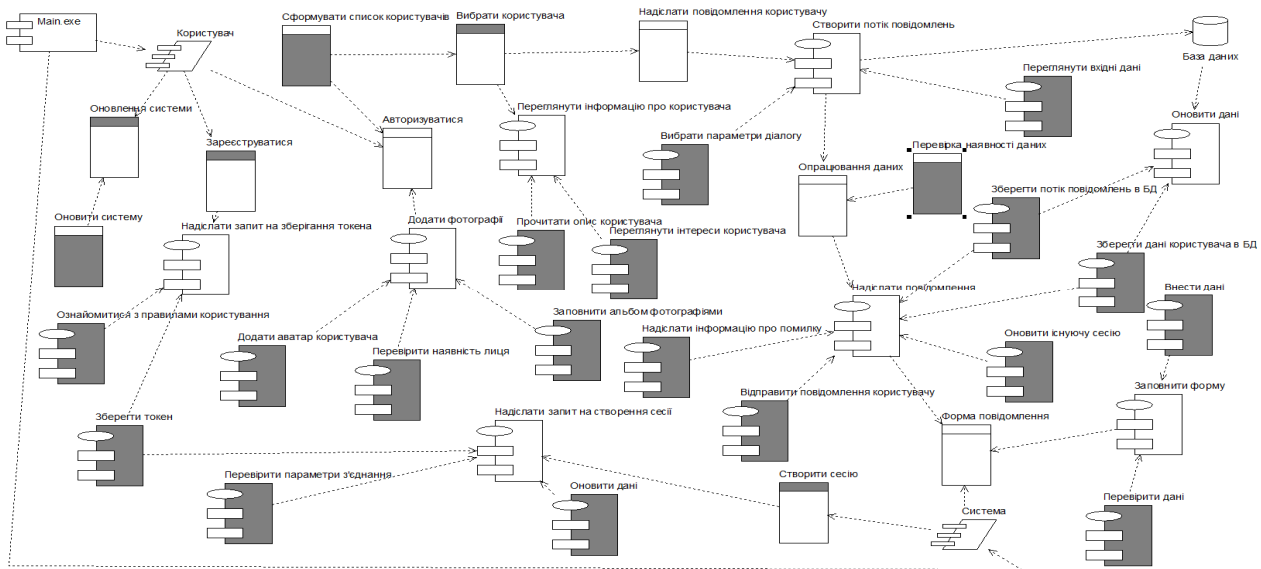 Main.exe
Користувач
Сформувати список користувачів
Вибрати користувача
Надіслати повідомлення користувачу
Створити потік повідомлень
База даних
Переглянути вхідні дані
Оновлення системи
Авторизуватися
Переглянути інформацію про користувача
Оновити дані
Зареєструватися
Вибрати параметри діалогу
Перевірка наявності даних
Опрацювання даних
Зберегти потік повідомлень в БД
Оновити систему
Надіслати запит на зберігання токена
Додати фотографії
Прочитати опис користувача
Переглянути інтереси користувача
Зберегти дані користувача в БД
Надіслати повідомлення
Внести дані
Ознайомитися з правилами користування
Додати аватар користувача
Перевірити наявність лиця
Заповнити альбом фотографіями
Надіслати інформацію про помилку
Оновити існуючу сесію
Відправити повідомлення користувачу
Заповнити форму
Зберегти токен
Надіслати запит на створення сесії
Форма повідомлення
Перевірити параметри з'єднання
Оновити дані
Створити сесію
Система
Перевірити дані